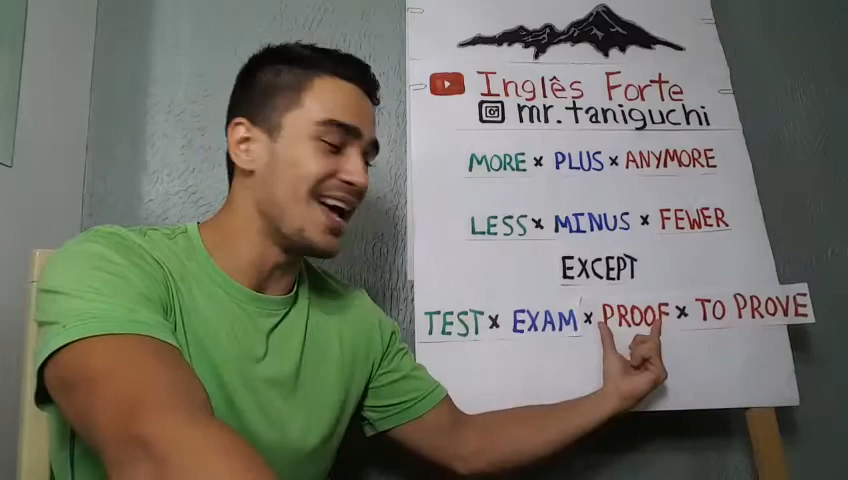 Inglês Forte
mr.taniguchi
MORE x PLUS x ANYMORE
LESS x MINUS x FEWER
EXCEPT
TEST x EXAM x PROOF x TO PROVE